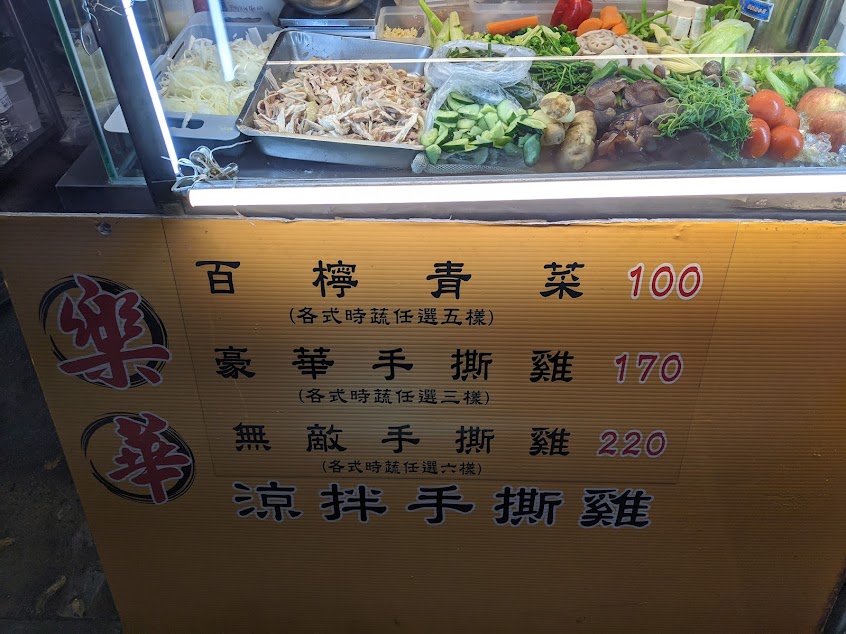 樂華
百檸青菜 100
(各式時蔬任選五樣)
豪華手撕雞 170
(各式時蔬任選三樣)
無敵手撕雞 220
(各式時蔬任選六樣)
涼拌手撕雞